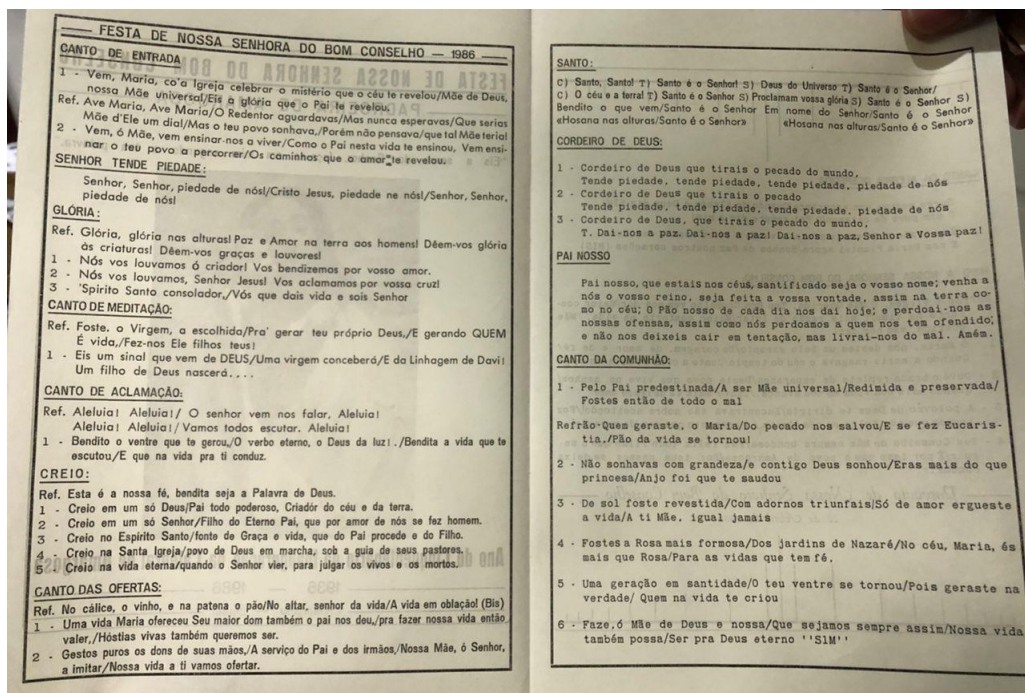 FESTA DE NOSSA SENHORA DO BOM CONSELHO — 1986
CANTO DE ENTRADA
1 - Vem, Maria, co'a Igreja celebrar o mistério que o céu te revelou/Mãe de Deus,
nossa Mãe universal/Eis a glória que o Pai te revelou.
Ref. Ave Maria, Ave Maria/O Redentor aguardavas/Mas nunca esperavas/Que serias
Mãe d'Ele um dia!/Mas o teu povo sonhava,/Porém não pensava/que tal Mãe teria!
2 - Vem, ó Mãe, vem ensinar-nos a viver/Como o Pai nesta vida te ensinou, Vem ensi-
nar o teu povo a percorrer/Os caminhos que o amor te revelou.
SENHOR TENDE PIEDADE:
Senhor, Senhor, piedade de nós!/Cristo Jesus, piedade ne nós!/Senhor, Senhor,
piedade de nós!
GLÓRIA:
Ref. Glória, glória nas alturas! Paz e Amor na terra aos homens! Dêem-vos glória
às criaturas! Dêem-vos graças e louvores!
1 - Nós vos louvamos ó criador! Vos bendizemos por vosso amor.
2 - Nós vos louvamos, Senhor Jesus! Vos aclamamos por vossa cruz!
3 - 'Spirito Santo consolador,/Vós que dais vida e sois Senhor
CANTO DE MEDITAÇÃO:
Ref. Foste. o Virgem, a escolhida/Pra' gerar teu próprio Deus,/E gerando QUEM
É vida,/Fez-nos Ele filhos teus!
1 - Eis um sinal que vem de DEUS/Uma virgem conceberá/E da Linhagem de Davi!
Um filho de Deus nascerá....
CANTO DE ACLAMAÇÃO:
Ref. Aleluia! Aleluia!/ O senhor vem nos falar, Aleluia!
Aleluia! Aleluia!/ Vamos todos escutar. Aleluia!
1 - Bendito o ventre que te gerou,/O verbo eterno, o Deus da luz! ./Bendita a vida que te
escutou/E que na vida pra ti conduz.
CREIO:
Ref. Esta é a nossa fé, bendita seja a Palavra de Deus.
1 - Creio em um só Deus/Pai todo poderoso, Criadór do céu e da terra.
2 - Creio em um só Senhor/Filho do Eterno Pai, que por amor de nós se fez homem.
3 - Creio no Espírito Santo/fonte de Graça e vida, que do Pai procede e do Filho.
4 - Creio na Santa Igreja/povo de Deus em marcha, sob a guia de seus pastores.
5 - Creio na vida eterna/quando o Senhor vier, para julgar os vivos e os mortos.
CANTO DAS OFERTAS:
Ref. No cálice, o vinho, e na patena o pão/No altar, senhor da vida/A vida em oblação! (Bis)
1 - Uma vida Maria ofereceu Seu maior dom também o pai nos deu,/pra fazer nossa vida então
valer,/Hóstias vivas também queremos ser.
2 - Gestos puros os dons de suas mãos,/A serviço do Pai e dos irmãos,/Nossa Mãe, ó Senhor,
a imitar/Nossa vida a ti vamos ofertar.
SANTO:
C) Santo, Santo! T) Santo é o Senhor! S) Deus do Universo T) Santo é o Senhor/
C) O céu e a terra! T) Santo é o Senhor S) Proclamam vossa glória S) Santo é o Senhor S)
Bendito o que vem/Santo é o Senhor Em nome do Senhor/Santo é o Senhor
«Hosana nas alturas/Santo é o Senhor» «Hosana nas alturas/Santo é o Senhor»
CORDEIRO DE DEUS:
1 - Cordeiro de Deus que tirais o pecado do mundo,
Tende piedade, tende piedade, tende piedade, piedade de nós
2 - Cordeiro de Deus que tirais o pecado
Tende piedade, tende piedade, tende piedade. piedade de nós
3 - Cordeiro de Deus, que tirais o pecado do mundo,
T. Dai-nos a paz. Dai-nos a paz! Dai-nos a paz, Senhor a Vossa paz!
PAI NOSSO
Pai nosso, que estais nos céus, santificado seja o vosso nome; venha a
nós o vosso reino, seja feita a vossa vontade, assim na terra co-
mo no céu; O Pão nosso de cada dia nos dai hoje; e perdoai-nos as
nossas ofensas, assim como nós perdoamos a quem nos tem ofendido;
e não nos deixeis cair em tentação, mas livrai-nos do mal. Amém.
CANTO DA COMUNHÃO:
1 - Pelo Pai predestinada/A ser Mãe universal/Redimida e preservada/
Fostes então de todo o mal
Refrão-Quem geraste, o Maria/Do pecado nos salvou/E se fez Eucaris-
tia./Pão da vida se tornou!
2 - Não sonhavas com grandeza/e contigo Deus sonhou/Eras mais do que
princesa/Anjo foi que te saudou
3 - De sol foste revestida/Com adornos triunfais/Só de amor ergueste
a vida/A ti Mãe, igual jamais
4 - Fostes a Rosa mais formosa/Dos jardins de Nazaré/No céu, Maria, és
mais que Rosa/Para as vidas que tem fé.
5 - Uma geração em santidade/O teu ventre se tornou/Pois geraste na
verdade/ Quem na vida te criou
6 - Faze,ó Mãe de Deus e nossa/Que sejamos sempre assim/Nossa vida
também possa/Ser pra Deus eterno ''S1M''